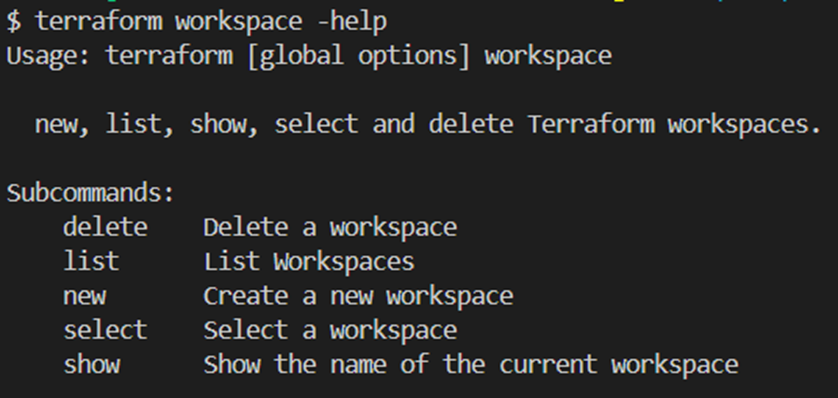 $ terraform workspace -help
Usage: terraform [global options] workspace
new, list, show, select and delete Terraform workspaces.
Subcommands:
delete    Delete a workspace
list      List Workspaces
new       Create a new workspace
select    Select a workspace
show      Show the name of the current workspace